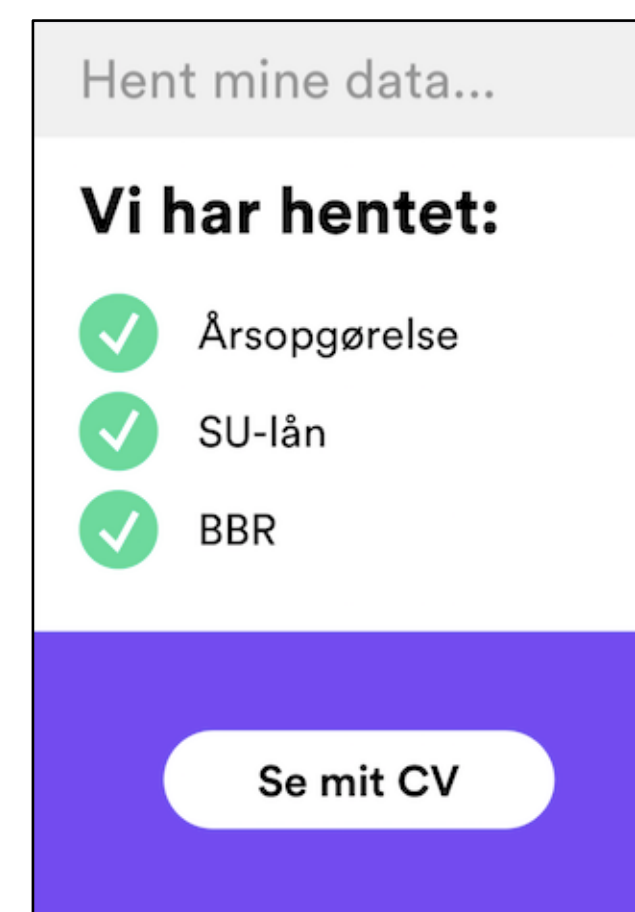 Hent mine data...
Vi har hentet:
Årsopgørelse
SU-lån
BBR
Se mit CV